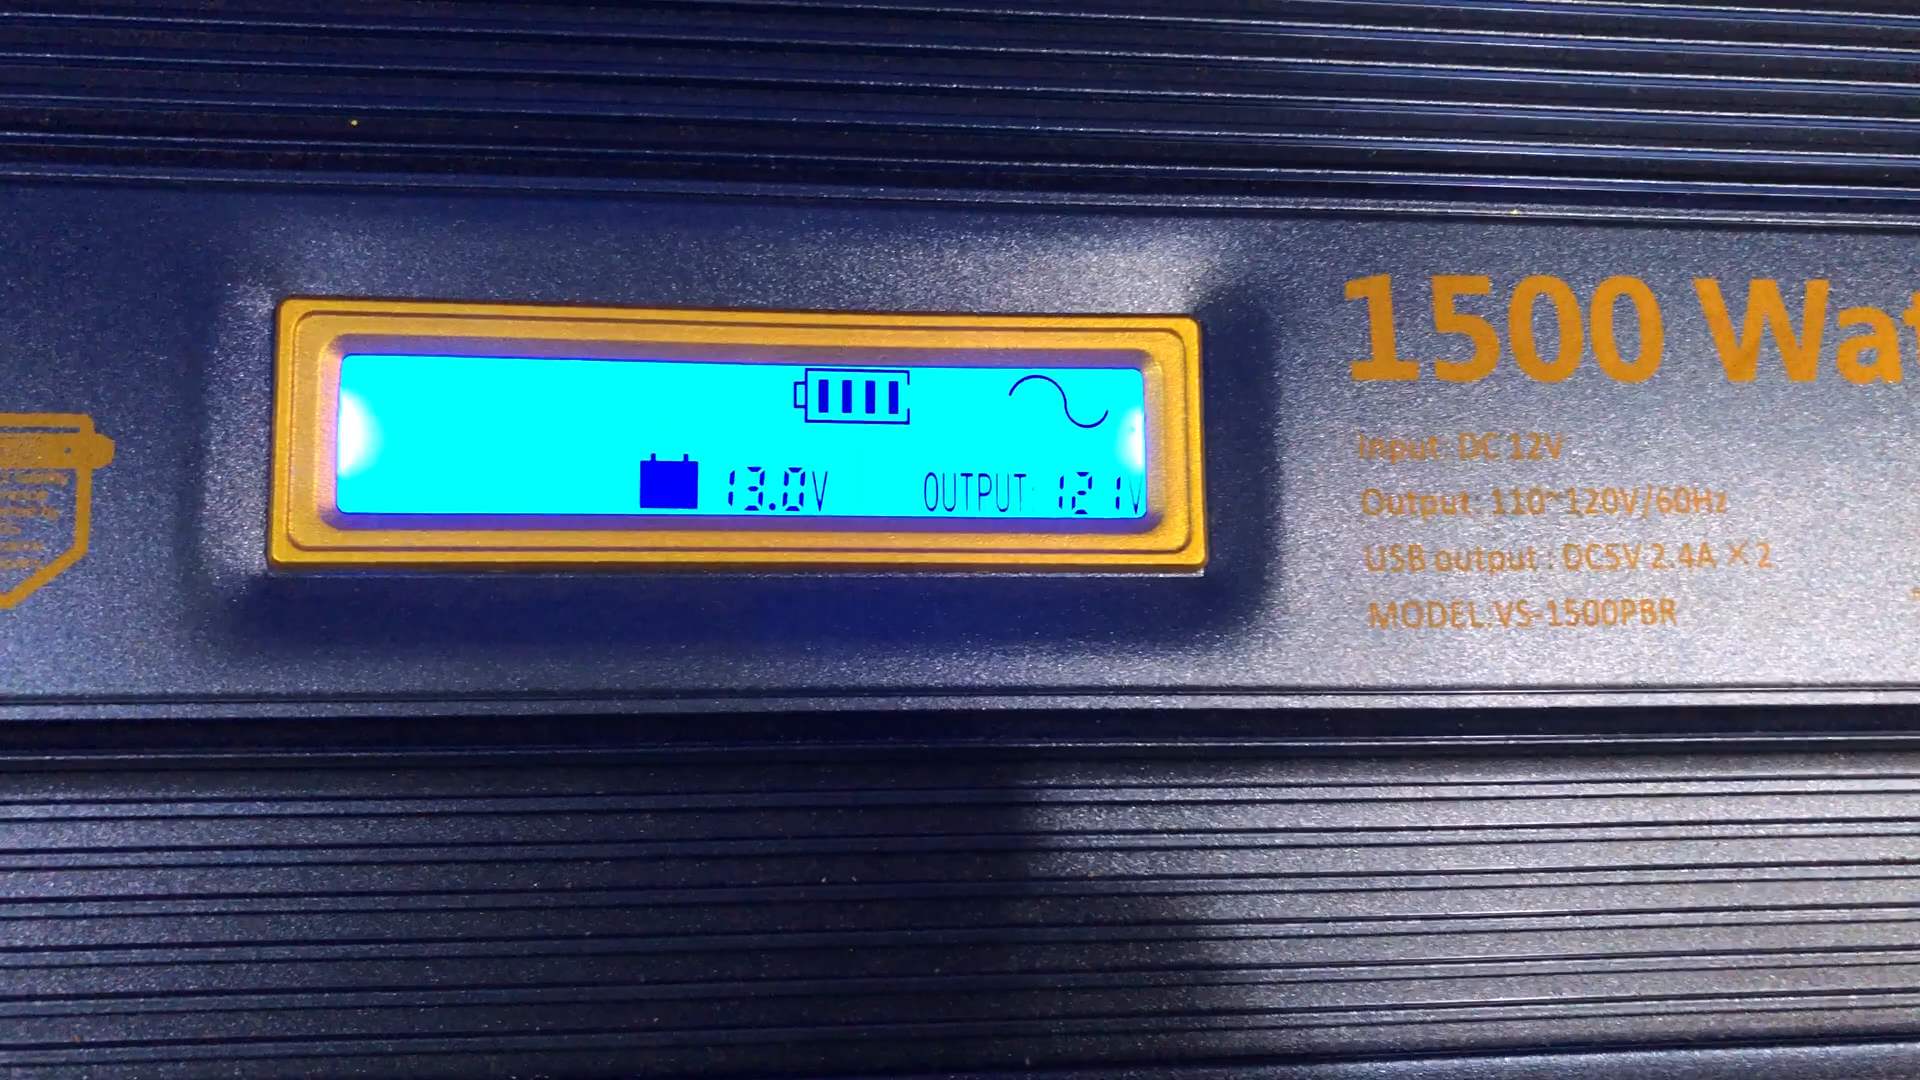 13.0V OUTPUT: 121V
1500 Wat
Input: DC 12V
Output: 110~120V/60Hz
USB output : DC5V 2.4A × 2
MODEL:VS-1500PBR